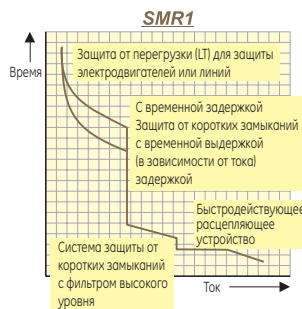 SMR1
Время
Защита от перегрузки (LT) для защиты
электродвигателей или линий
С временной задержкой
Защита от коротких замыканий
с временной выдержкой
(в зависимости от тока)
задержкой
Быстродействующее
расцепляющее
устройство
Система защиты от
коротких замыканий
с фильтром высокого
уровня
Ток